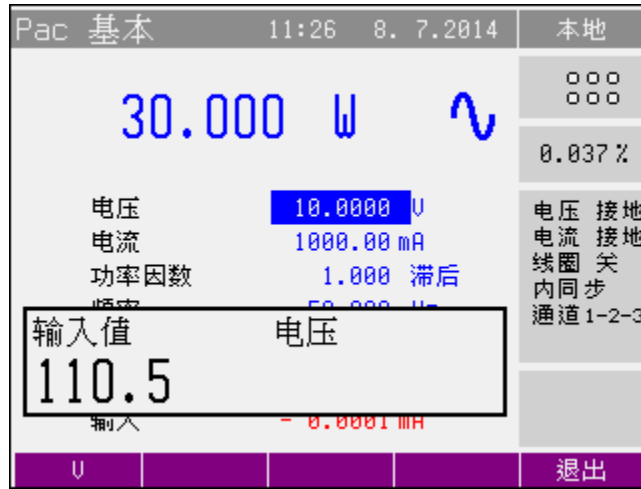 Pac 基本 11:26 8. 7.2014 本地
30.000 W
0.037%
电压 10.0000 V
电流 1000.00 mA
功率因数 1.000 滞后
输入值 电压
110.5
输入 - 0.0001 mA
电压 接地
电流 接地
线圈 关
内同步
通道1-2-3
V 退出